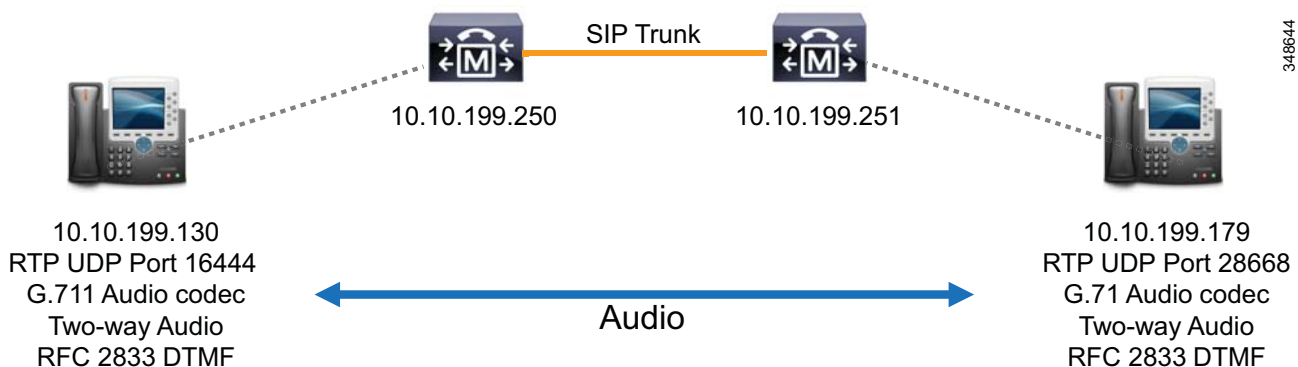 SIP Trunk
348644
M
M
10.10.199.250
10.10.199.251
10.10.199.130
RTP UDP Port 16444
G.711 Audio codec
Two-way Audio
RFC 2833 DTMF
Audio
10.10.199.179
RTP UDP Port 28668
G.71 Audio codec
Two-way Audio
RFC 2833 DTMF